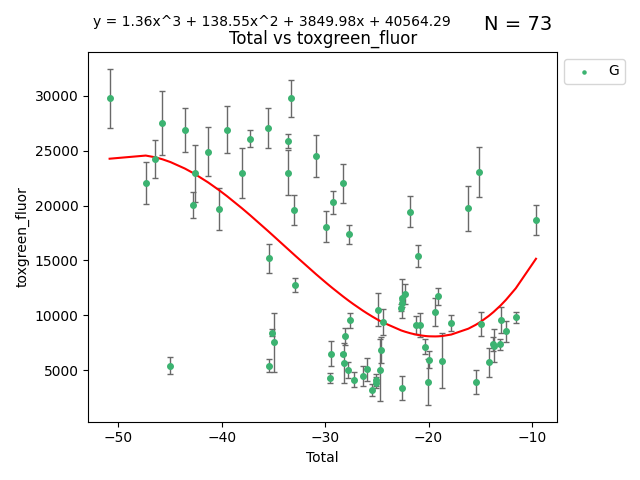 y = 1.36x^3 + 138.55x^2 + 3849.98x + 40564.29
N = 73
Total vs toxgreen_fluor
G
30000
25000
20000
15000
10000
5000
toxgreen_fluor
−50
−40
−30
−20
−10
Total